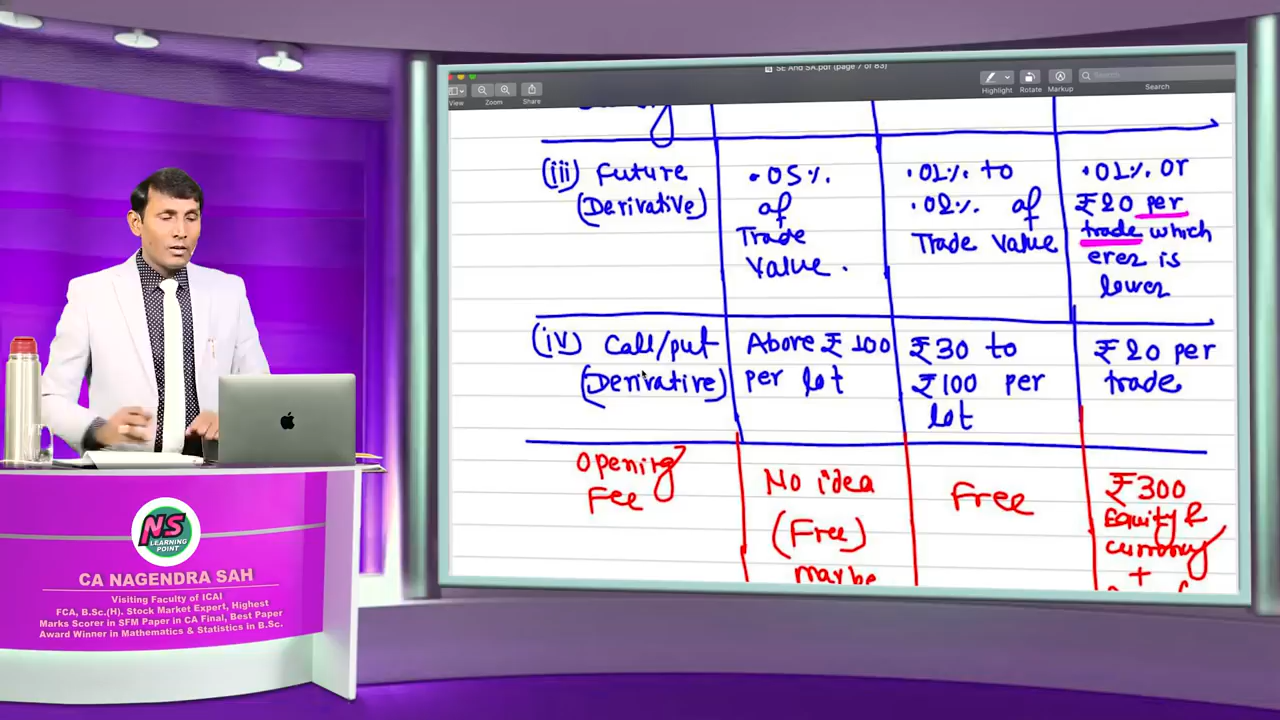 SE And SA.pdf (page 7 of 83)
View
Zoom
Share
Highlight
Rotate
Markup
Search
Search
(iii) Future
(Derivative)
.05%.
of
Trade
Value.
.01% to
.02%. of
Trade Value
.01%. or
₹20 per
trade which
ever is
lower
(iv) Call/put
(Derivative)
Above ₹100
per lot
₹30 to
₹100 per
lot
₹20 per
trade
Opening
Fee
No idea
(Free)
maybe
Free
₹300
Equity &
currency
+
NS
LEARNING
POINT
CA NAGENDRA SAH
Visiting Faculty of ICAI
FCA, B.Sc.(H). Stock Market Expert, Highest
Marks Scorer in SFM Paper in CA Final, Best Paper
Award Winner in Mathematics & Statistics in B.Sc.